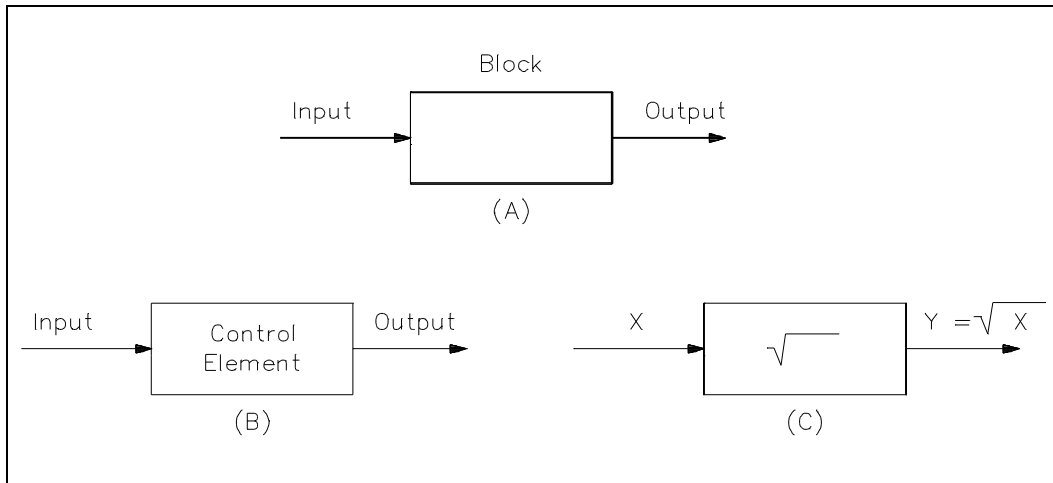 Block
Input
Output
(A)
Input
Control
Element
Output
(B)
X
√
Y = √X
(C)